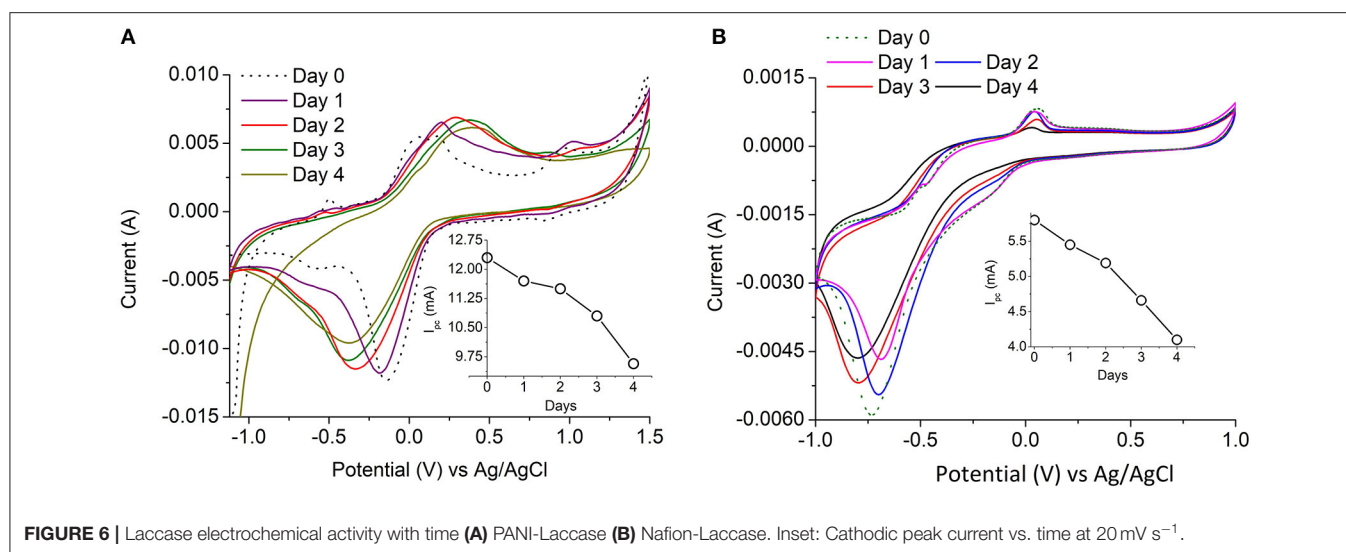 A
Day 0
Day 1
Day 2
Day 3
Day 4
0.010
0.005
0.000
-0.005
-0.010
-0.015
Current (A)
-1.0
-0.5
0.0
0.5
1.0
1.5
Potential (V) vs Ag/AgCl
12.75
12.00
11.25
10.50
9.75
I pc (mA)
0
1
2
3
4
Days
B
Day 0
Day 1
Day 2
Day 3
Day 4
0.0015
0.0000
-0.0015
-0.0030
-0.0045
-0.0060
Current (A)
-1.0
-0.5
0.0
0.5
1.0
Potential (V) vs Ag/AgCl
5.5
5.0
4.5
4.0
I pc (mA)
0
1
2
3
4
Days
FIGURE 6 | Laccase electrochemical activity with time (A) PANI-Laccase (B) Nafion-Laccase. Inset: Cathodic peak current vs. time at 20 mV s⁻¹.